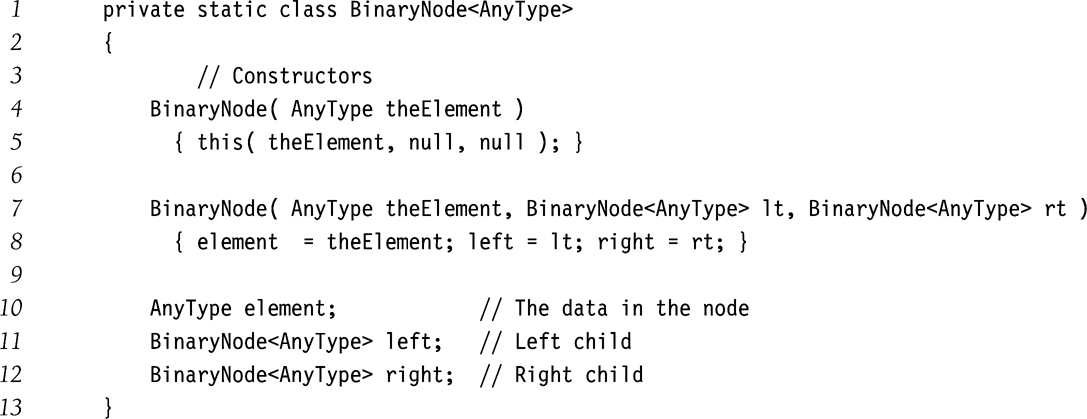 1 private static class BinaryNode<AnyType>
2 {
3 // Constructors
4 BinaryNode( AnyType theElement )
5 { this( theElement, null, null ); }
6
7 BinaryNode( AnyType theElement, BinaryNode<AnyType> lt, BinaryNode<AnyType> rt )
8 { element = theElement; left = lt; right = rt; }
9
10 AnyType element; // The data in the node
11 BinaryNode<AnyType> left; // Left child
12 BinaryNode<AnyType> right; // Right child
13 }